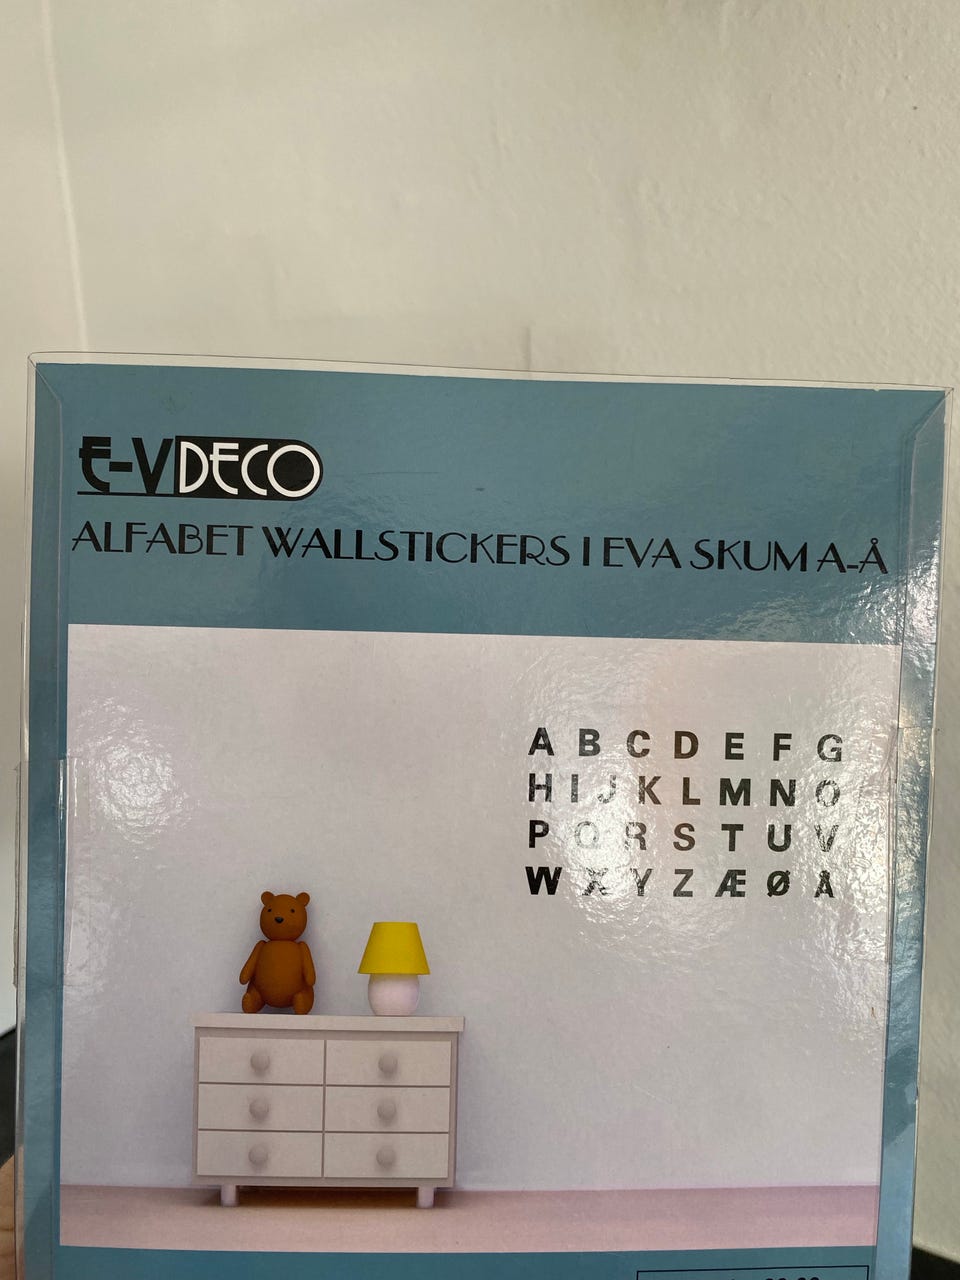 E-VDECO
ALFABET WALLSTICKERS I EVA SKUM A-Å
A B C D E F G
H I J K L M N O
P Q R S T U V
W X Y Z Æ Ø Å